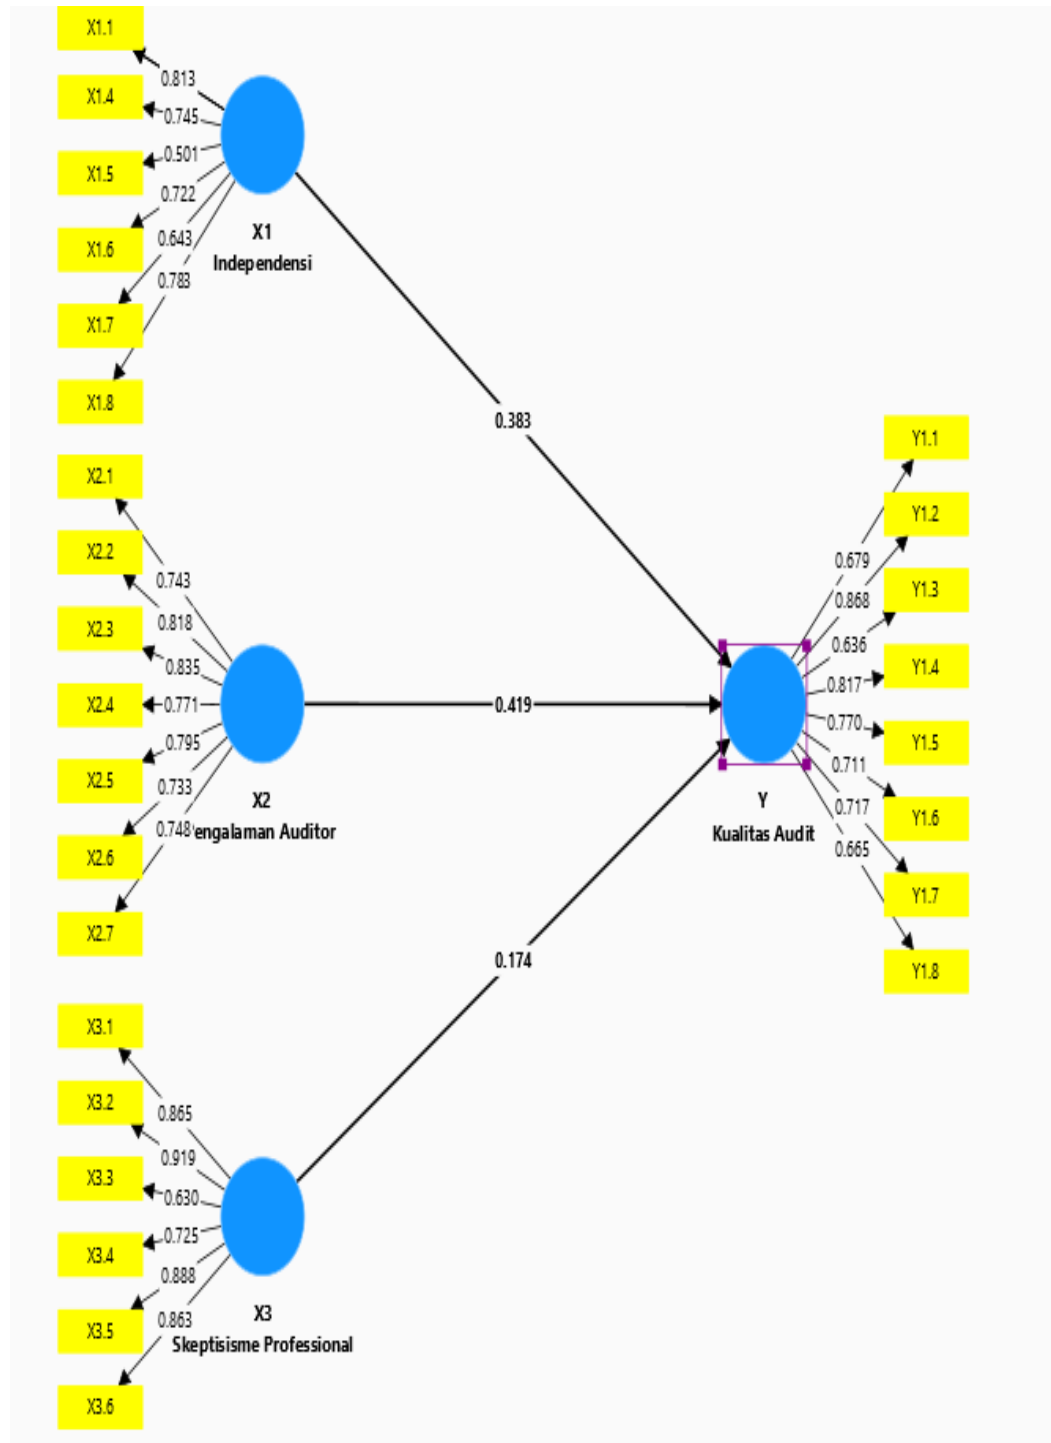 X1.1
0.813
X1.4
0.745
0.501
X1.5
0.722
X1.6
0.643
0.783
X1.7
X1.8
X1
Independensi
0.383
X2.1
X2.2
0.743
0.818
X2.3
0.835
X2.4
0.771
0.795
X2.5
0.733
0.748
X2.6
X2.7
X2
engalaman Auditor
0.419
Y1.1
Y1.2
0.679
Y1.3
0.868
0.636
Y1.4
0.817
0.770
Y1.5
0.711
0.717
Y1.6
0.665
Y1.7
Y1.8
Y
Kualitas Audit
0.174
X3.1
X3.2
0.865
0.919
X3.3
0.630
0.725
X3.4
0.888
0.863
X3.5
X3.6
X3
Skeptisisme Professional